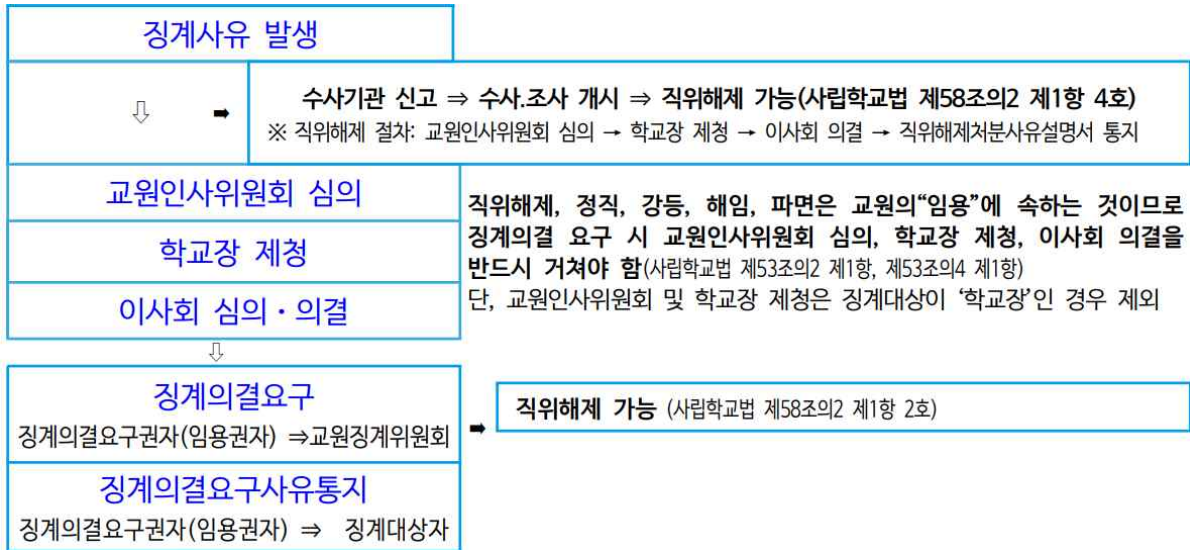 징계사유 발생
⇩ ➡ 수사기관 신고 ⇒ 수사.조사 개시 ⇒ 직위해제 가능(사립학교법 제58조의2 제1항 4호)
※ 직위해제 절차: 교원인사위원회 심의 → 학교장 제청 → 이사회 의결 → 직위해제처분사유설명서 통지
교원인사위원회 심의
학교장 제청
이사회 심의・의결
직위해제, 정직, 강등, 해임, 파면은 교원의“임용”에 속하는 것이므로
징계의결 요구 시 교원인사위원회 심의, 학교장 제청, 이사회 의결을
반드시 거쳐야 함(사립학교법 제53조의2 제1항, 제53조의4 제1항)
단, 교원인사위원회 및 학교장 제청은 징계대상이 ‘학교장’인 경우 제외
⇩
징계의결요구
징계의결요구권자(임용권자) ⇒교원징계위원회
➡ 직위해제 가능 (사립학교법 제58조의2 제1항 2호)
징계의결요구사유통지
징계의결요구권자(임용권자) ⇒ 징계대상자